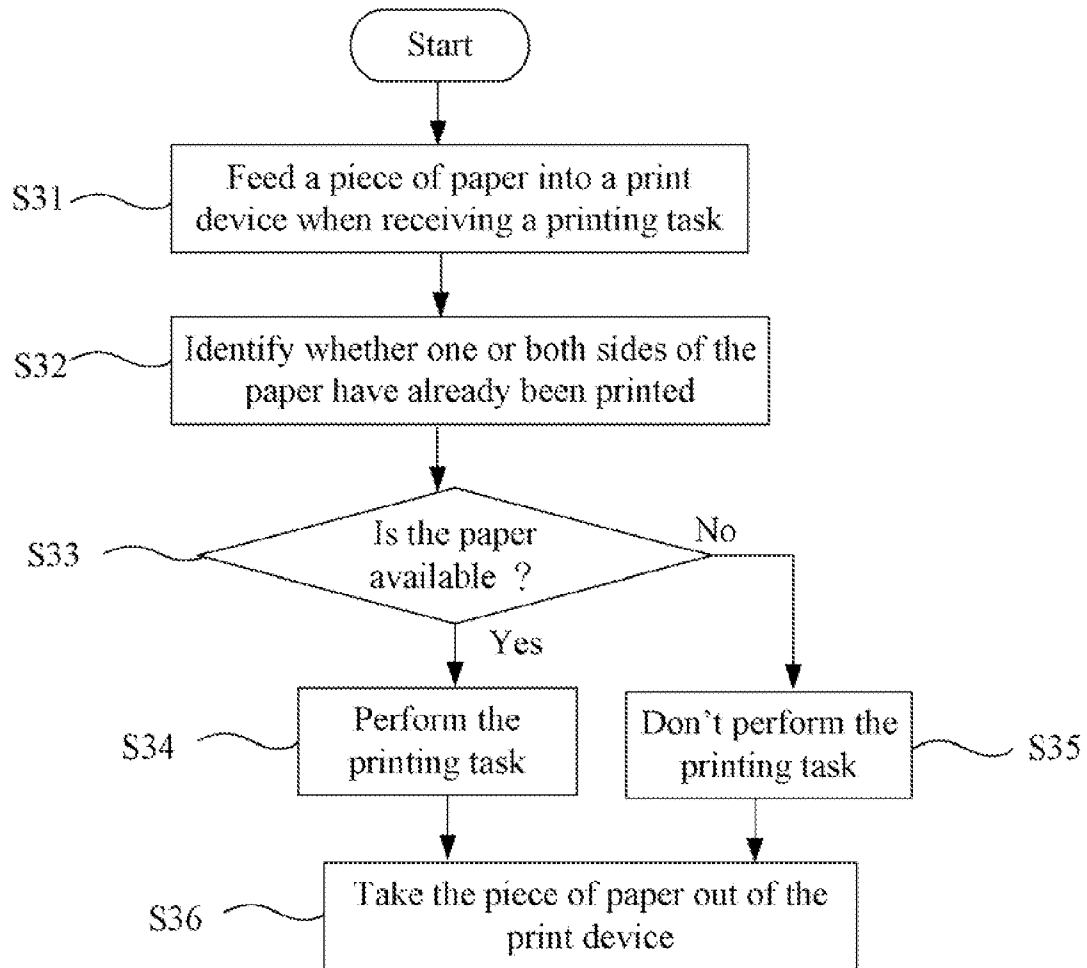 Start
S31
Feed a piece of paper into a print
device when receiving a printing task
S32
Identify whether one or both sides of the
paper have already been printed
S33
Is the paper
available ?
No
Yes
S34
Perform the
printing task
Don't perform the
printing task
S35
S36
Take the piece of paper out of the
print device